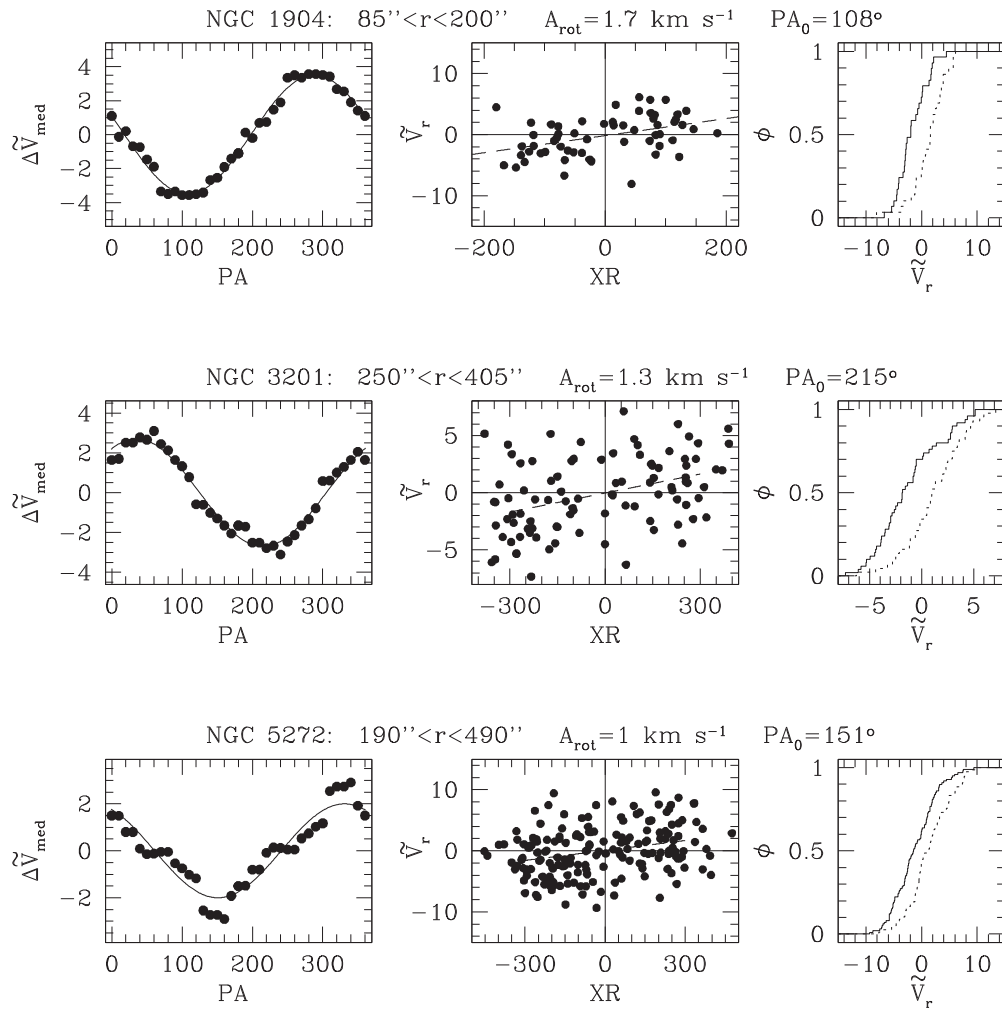 NGC 1904: 85''<r<200'' A_rot=1.7 km s⁻¹ PA₀=108°
ΔṼ_med
4
2
0
−2
−4
0 100 200 300
PA
Ṽ_r
10
0
−10
−200 0 200
XR
ϕ
1
0.5
0
−10 0 10
Ṽ_r
NGC 3201: 250''<r<405'' A_rot=1.3 km s⁻¹ PA₀=215°
ΔṼ_med
4
2
0
−2
−4
0 100 200 300
PA
Ṽ_r
5
0
−5
−300 0 300
XR
ϕ
1
0.5
0
−5 0 5
Ṽ_r
NGC 5272: 190''<r<490'' A_rot=1 km s⁻¹ PA₀=151°
ΔṼ_med
2
0
−2
0 100 200 300
PA
Ṽ_r
10
0
−10
−300 0 300
XR
ϕ
1
0.5
0
−10 0 10
Ṽ_r